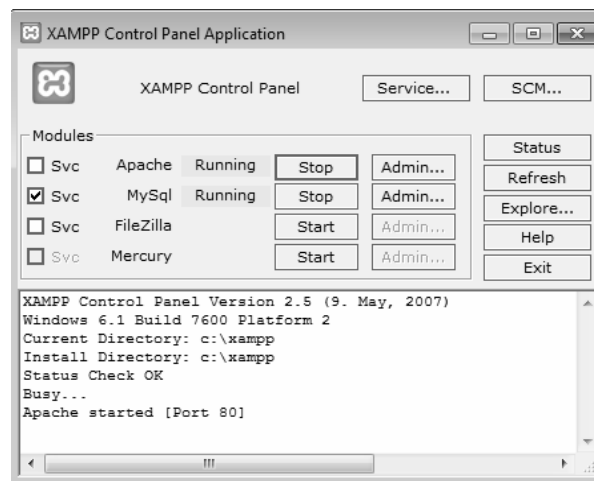 XAMPP Control Panel Application
XAMPP Control Panel Service... SCM...
Modules
Svc Apache Running Stop Admin...
Svc MySql Running Stop Admin...
Svc FileZilla Start Admin...
Svc Mercury Start Admin...
Status
Refresh
Explore...
Help
Exit
XAMPP Control Panel Version 2.5 (9. May, 2007)
Windows 6.1 Build 7600 Platform 2
Current Directory: c:\xampp
Install Directory: c:\xampp
Status Check OK
Busy...
Apache started [Port 80]